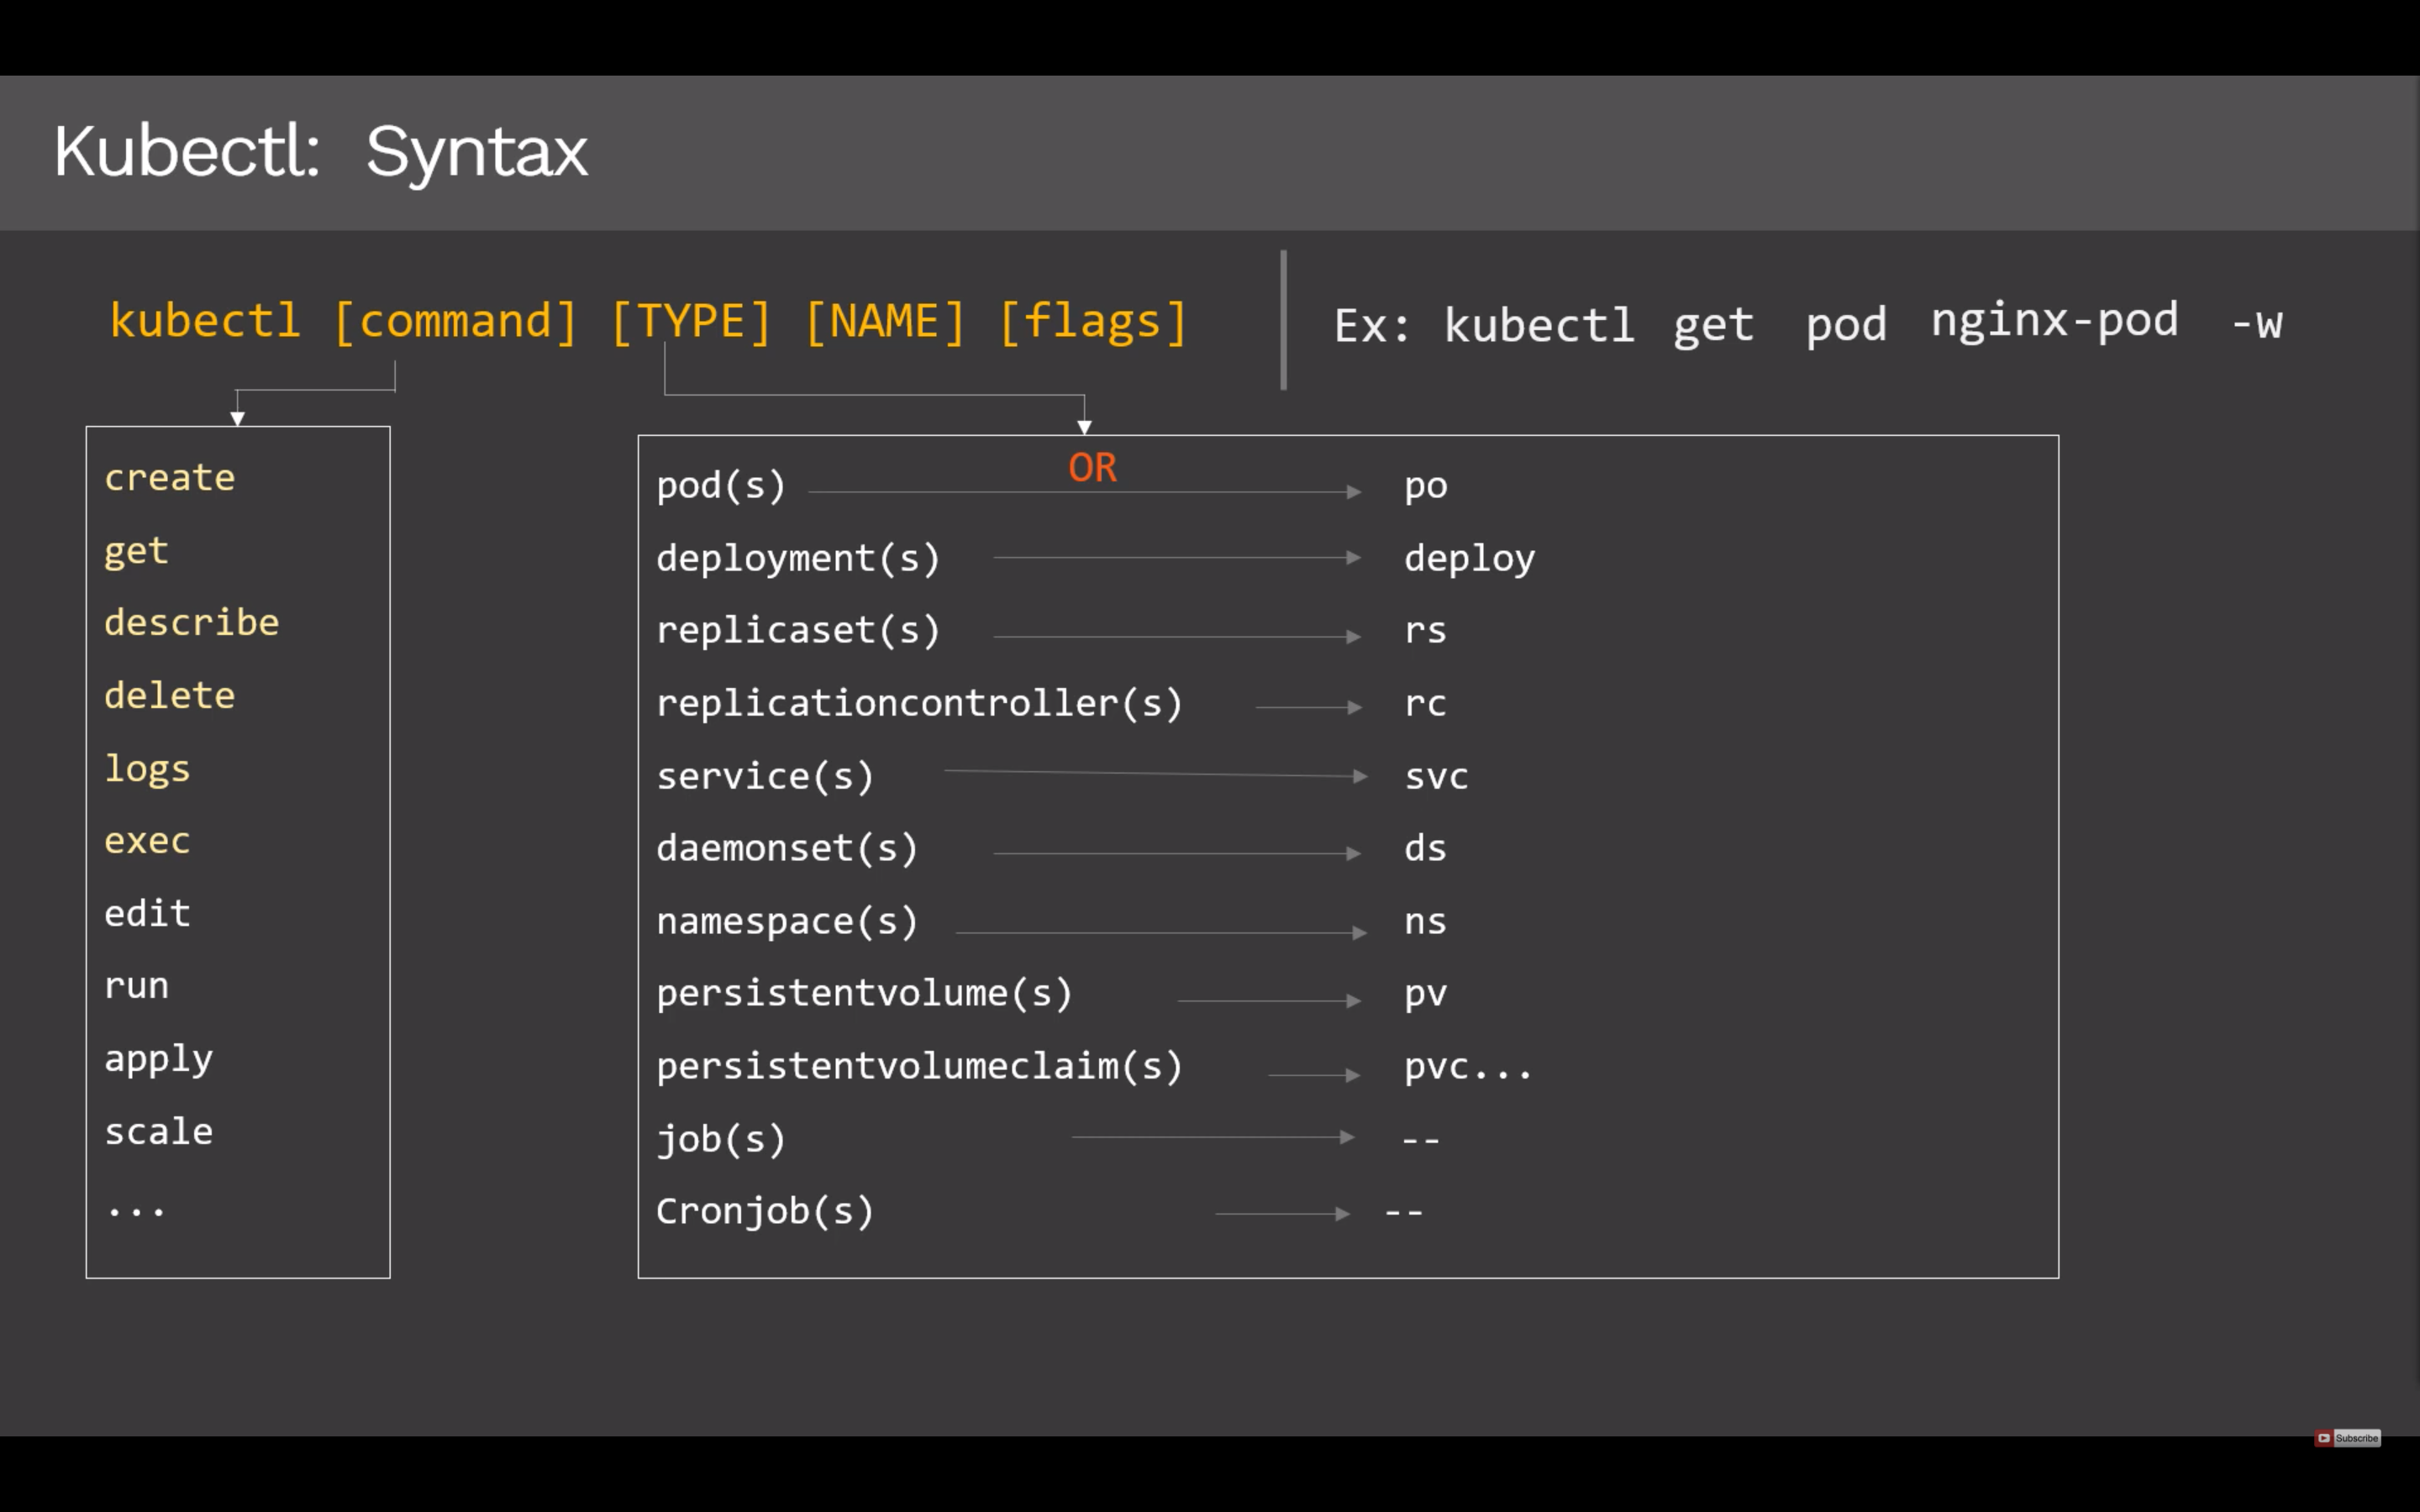 Kubectl: Syntax
kubectl [command] [TYPE] [NAME] [flags]
Ex: kubectl get pod nginx-pod -w
create
get
describe
delete
logs
exec
edit
run
apply
scale
...
OR
pod(s) po
deployment(s) deploy
replicaset(s) rs
replicationcontroller(s) rc
service(s) svc
daemonset(s) ds
namespace(s) ns
persistentvolume(s) pv
persistentvolumeclaim(s) pvc...
job(s) --
Cronjob(s) --
Subscribe